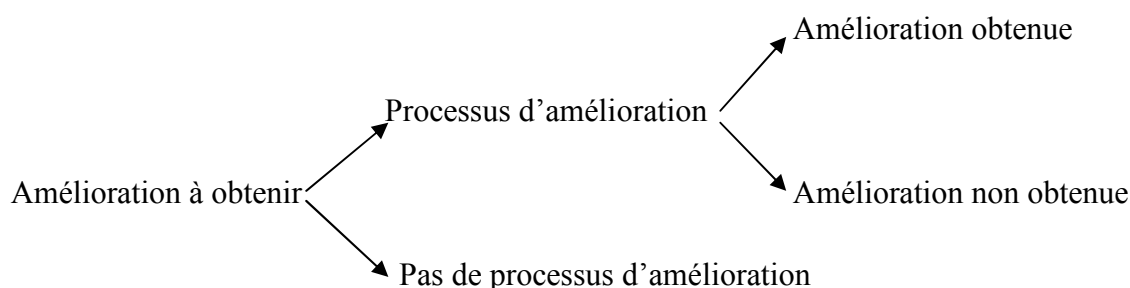 Amélioration obtenue
Processus d’amélioration
Amélioration à obtenir
Amélioration non obtenue
Pas de processus d’amélioration